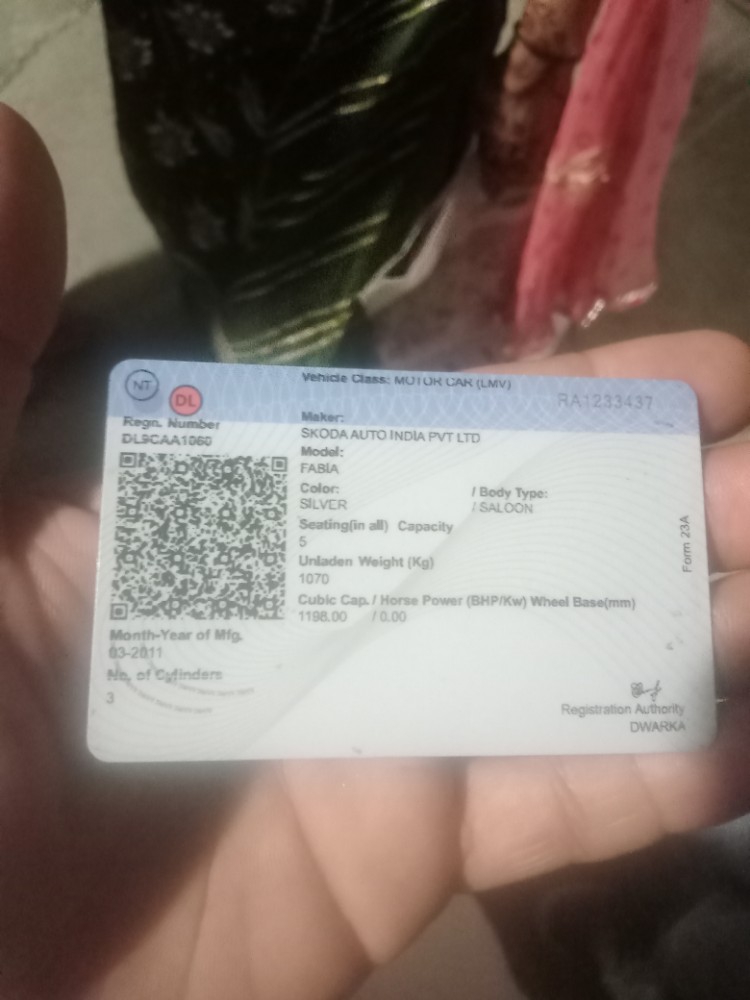 NT
DL
Vehicle Class: MOTOR CAR (LMV)
RA1233437
Regn. Number
DL9CAA1060
Maker:
SKODA AUTO INDIA PVT LTD
Model:
FABIA
Color:
SILVER
/ Body Type:
/ SALOON
Seating(in all) Capacity
5
Unladen Weight (Kg)
1070
Cubic Cap. / Horse Power (BHP/Kw) Wheel Base(mm)
1198.00 / 0.00
Month-Year of Mfg.
03-2011
No. of Cylinders
3
Form 23A
Registration Authority
DWARKA